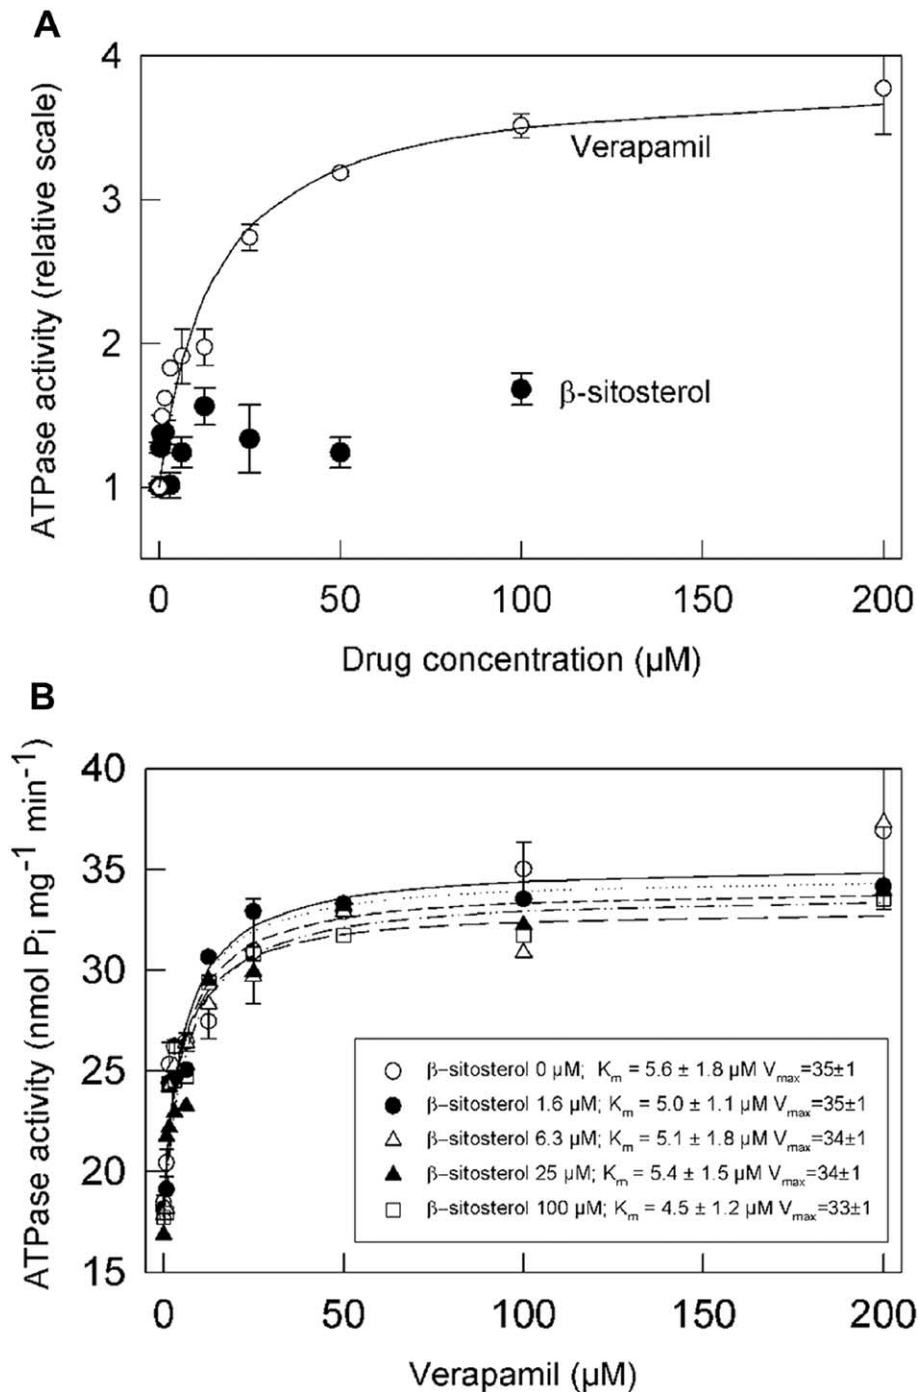 A
ATPase activity (relative scale)
4
3
2
1
Verapamil
β-sitosterol
0 50 100 150 200
Drug concentration (µM)
B
ATPase activity (nmol Pi mg-1 min-1)
40
35
30
25
20
15
β-sitosterol 0 µM; Km = 5.6 ± 1.8 µM Vmax=35±1
β-sitosterol 1.6 µM; Km = 5.0 ± 1.1 µM Vmax=35±1
β-sitosterol 6.3 µM; Km = 5.1 ± 1.8 µM Vmax=34±1
β-sitosterol 25 µM; Km = 5.4 ± 1.5 µM Vmax=34±1
β-sitosterol 100 µM; Km = 4.5 ± 1.2 µM Vmax=33±1
0 50 100 150 200
Verapamil (µM)